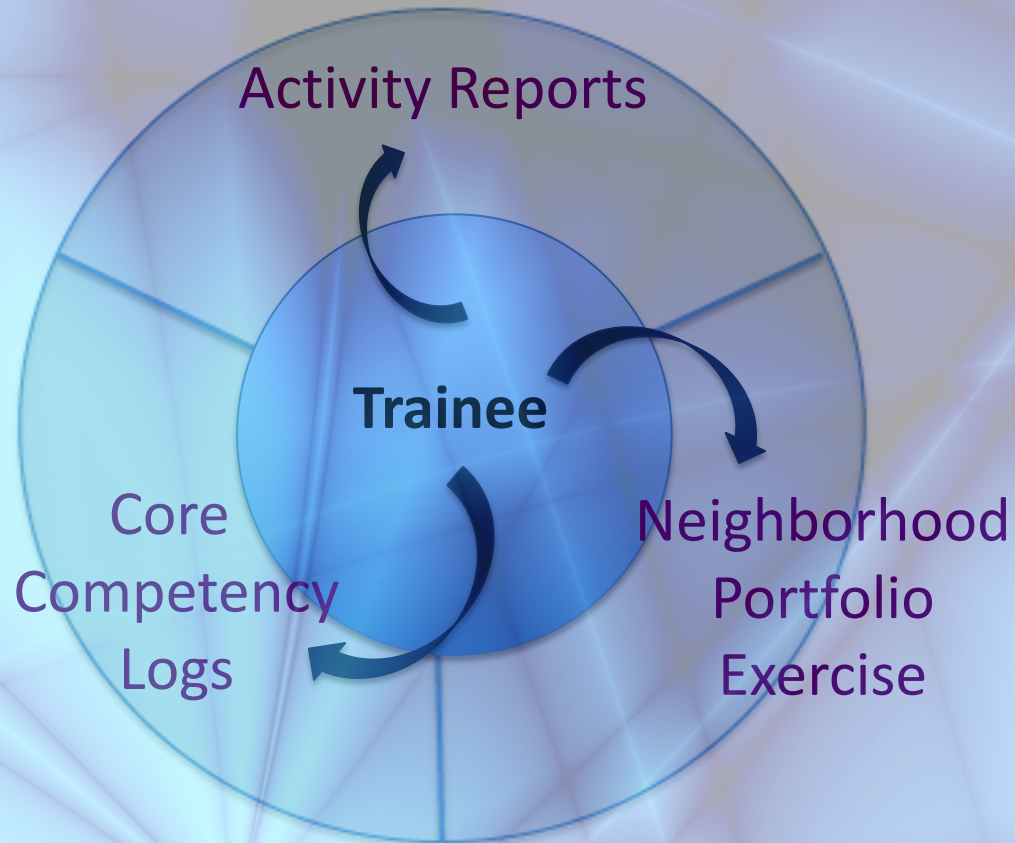 Activity Reports
Trainee
Core
Competency
Logs
Neighborhood
Portfolio
Exercise